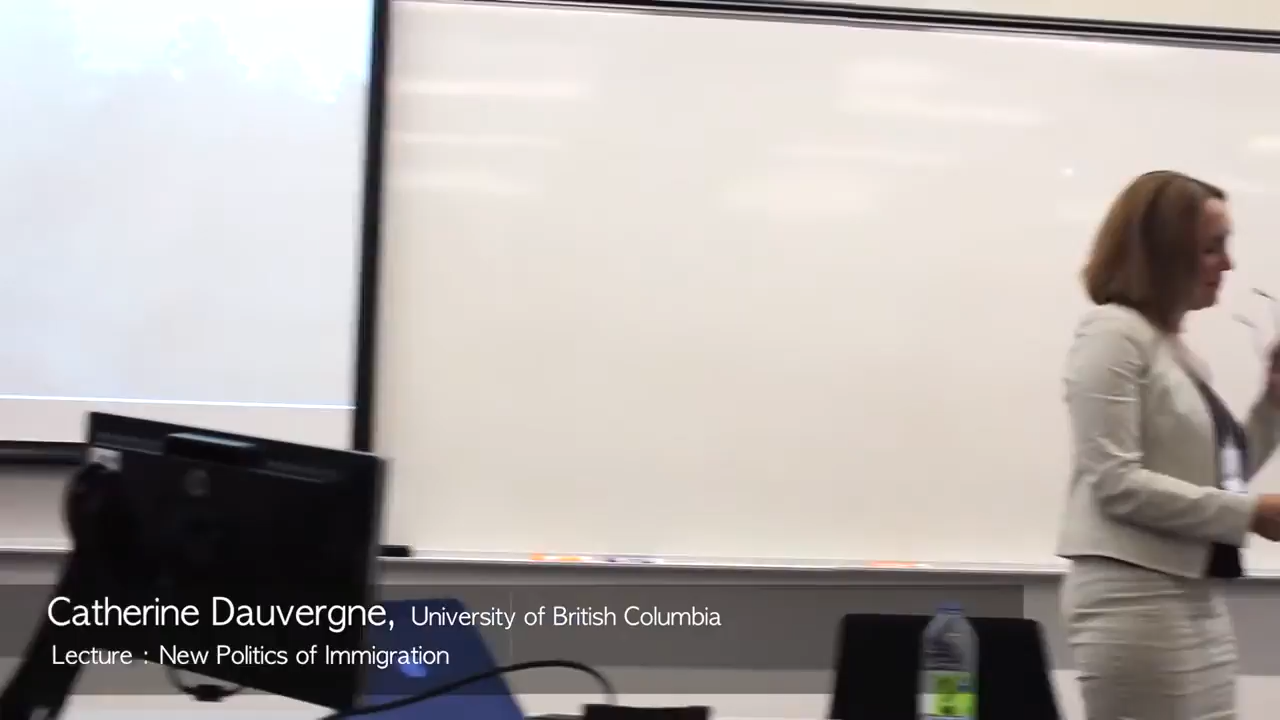 Catherine Dauvergne, University of British Columbia
Lecture : New Politics of Immigration